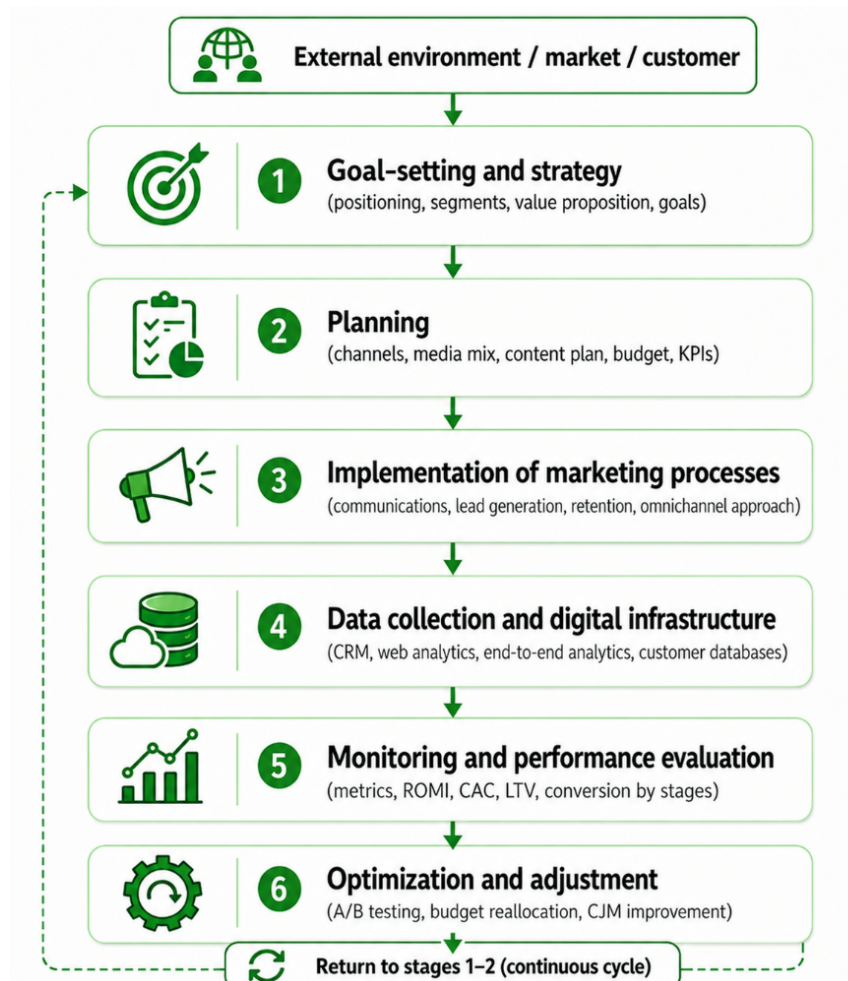 External environment / market / customer
1
Goal-setting and strategy
(positioning, segments, value proposition, goals)
2
Planning
(channels, media mix, content plan, budget, KPIs)
3
Implementation of marketing processes
(communications, lead generation, retention, omnichannel approach)
4
Data collection and digital infrastructure
(CRM, web analytics, end-to-end analytics, customer databases)
5
Monitoring and performance evaluation
(metrics, ROMI, CAC, LTV, conversion by stages)
6
Optimization and adjustment
(A/B testing, budget reallocation, CJM improvement)
Return to stages 1–2 (continuous cycle)